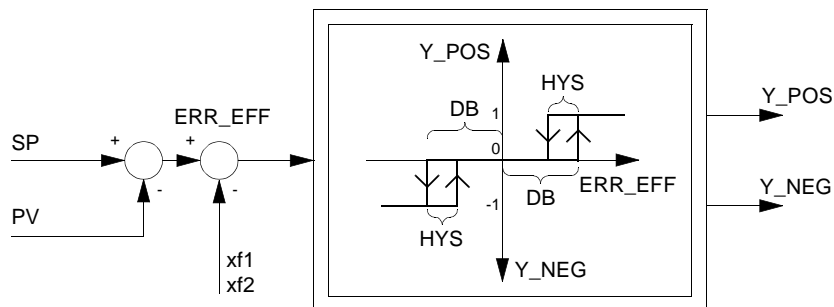 SP
PV
+
-
ERR_EFF
+
-
xf1
xf2
Y_POS
HYS
DB
1
0
ERR_EFF
DB
-1
HYS
Y_NEG
Y_POS
Y_NEG